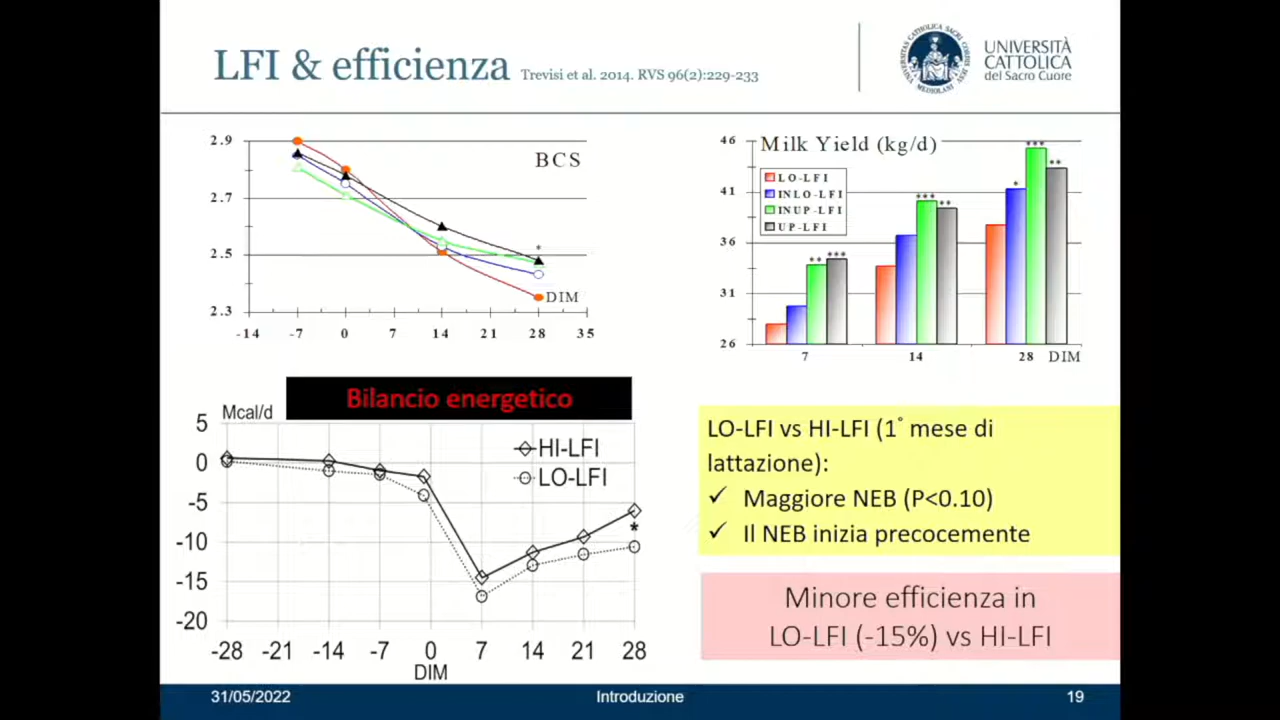 LFI & efficienza Trevisi et al. 2014. RVS 96(2):229-233
UNIVERSITÀ
CATTOLICA
del Sacro Cuore
2.9
2.7
2.5
2.3
BCS
*
DIM
-14 -7 0 7 14 21 28 35
46
41
36
31
26
Milk Yield (kg/d)
LO-LFI
INLO-LFI
INUP-LFI
UP-LFI
** ***
*** **
* *** **
7 14 28 DIM
Bilancio energetico
Mcal/d
5
0
-5
-10
-15
-20
HI-LFI
LO-LFI
*
-28 -21 -14 -7 0 7 14 21 28
DIM
LO-LFI vs HI-LFI (1° mese di
lattazione):
✓ Maggiore NEB (P<0.10)
✓ Il NEB inizia precocemente
Minore efficienza in
LO-LFI (-15%) vs HI-LFI
31/05/2022 Introduzione 19